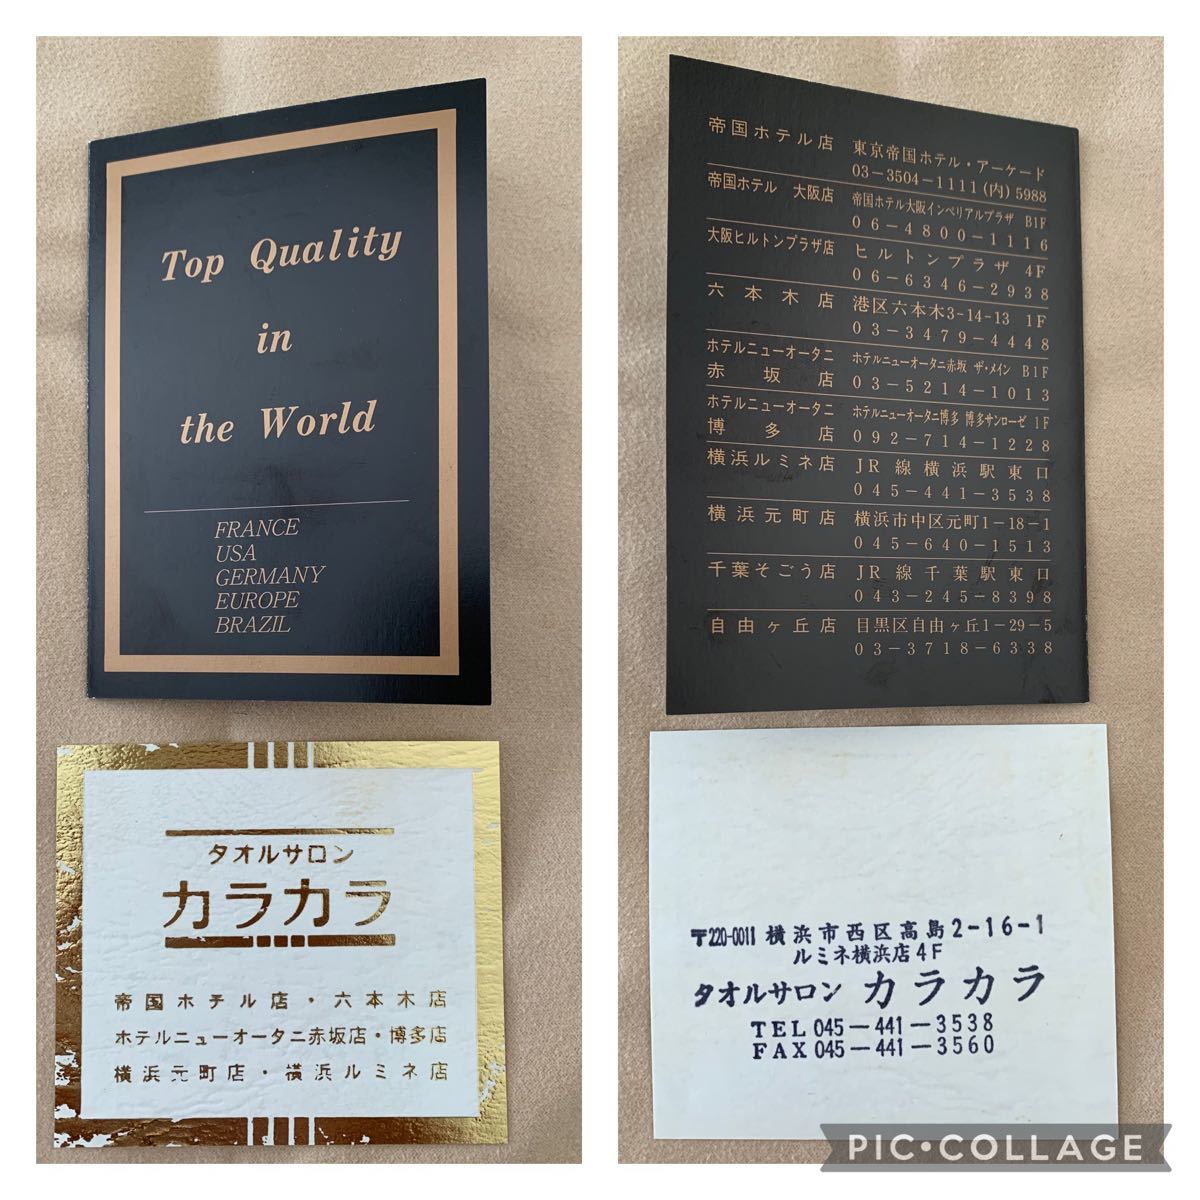 Top Quality
in
the World
FRANCE
USA
GERMANY
EUROPE
BRAZIL
タオルサロン
カラカラ
帝国ホテル店・六本木店
ホテルニューオータニ赤坂店・博多店
横浜元町店・横浜ルミネ店
帝国ホテル店 東京帝国ホテル・アーケード
03-3504-1111(内)5988
帝国ホテル 大阪店 帝国ホテル大阪インペリアルプラザ B1F
06-4800-1116
大阪ヒルトンプラザ店 ヒルトンプラザ 4F
06-6346-2938
六本木店 港区六本木3-14-13 1F
03-3479-4448
ホテルニューオータニ ホテルニューオータニ赤坂 ザ・メイン B1F
赤坂店 03-5214-1013
ホテルニューオータニ ホテルニューオータニ博多 博多サンローゼ 1F
博多店 092-714-1228
横浜ルミネ店 JR線横浜駅東口
045-441-3538
横浜元町店 横浜市中区元町1-18-1
045-640-1513
千葉そごう店 JR線千葉駅東口
043-245-8398
自由ヶ丘店 目黒区自由ヶ丘1-29-5
03-3718-6338
〒220-0011 横浜市西区高島2-16-1
ルミネ横浜店4F
タオルサロン カラカラ
TEL 045-441-3538
FAX 045-441-3560
PIC・COLLAGE